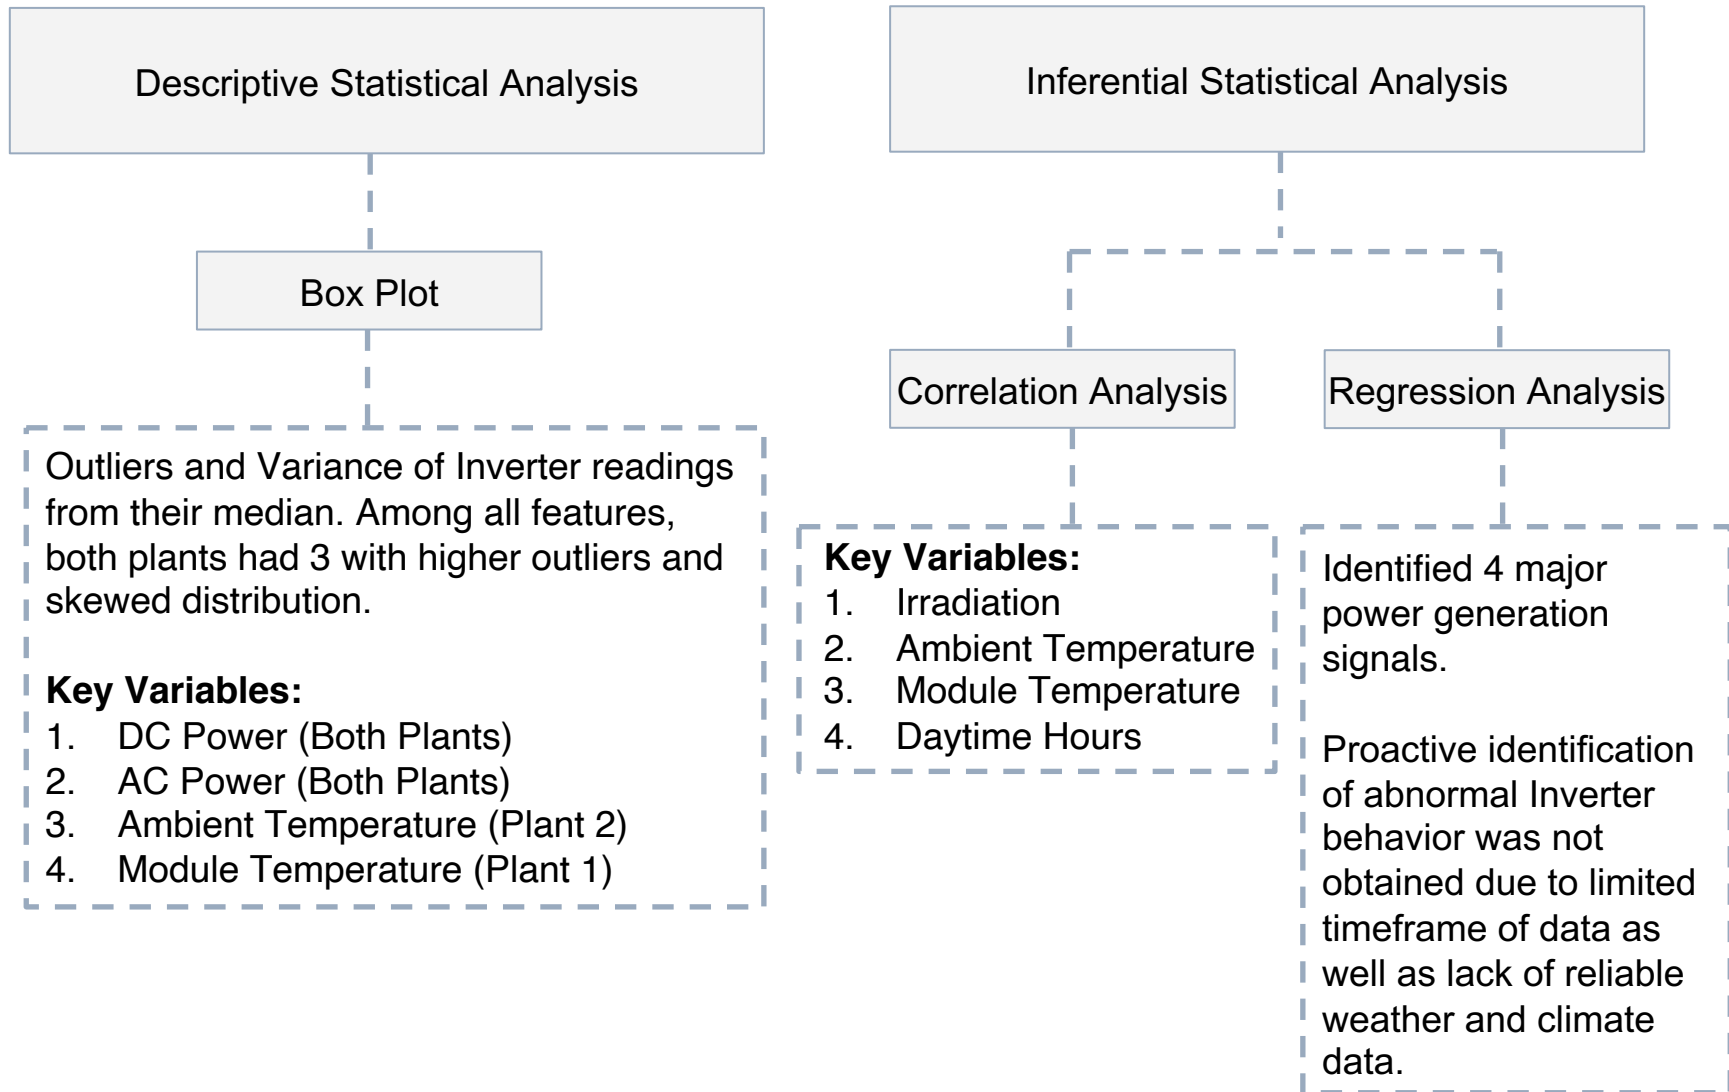 Descriptive Statistical Analysis
Box Plot
Outliers and Variance of Inverter readings
from their median. Among all features,
both plants had 3 with higher outliers and
skewed distribution.
Key Variables:
1. DC Power (Both Plants)
2. AC Power (Both Plants)
3. Ambient Temperature (Plant 2)
4. Module Temperature (Plant 1)
Inferential Statistical Analysis
Correlation Analysis
Key Variables:
1. Irradiation
2. Ambient Temperature
3. Module Temperature
4. Daytime Hours
Regression Analysis
Identified 4 major
power generation
signals.
Proactive identification
of abnormal Inverter
behavior was not
obtained due to limited
timeframe of data as
well as lack of reliable
weather and climate
data.